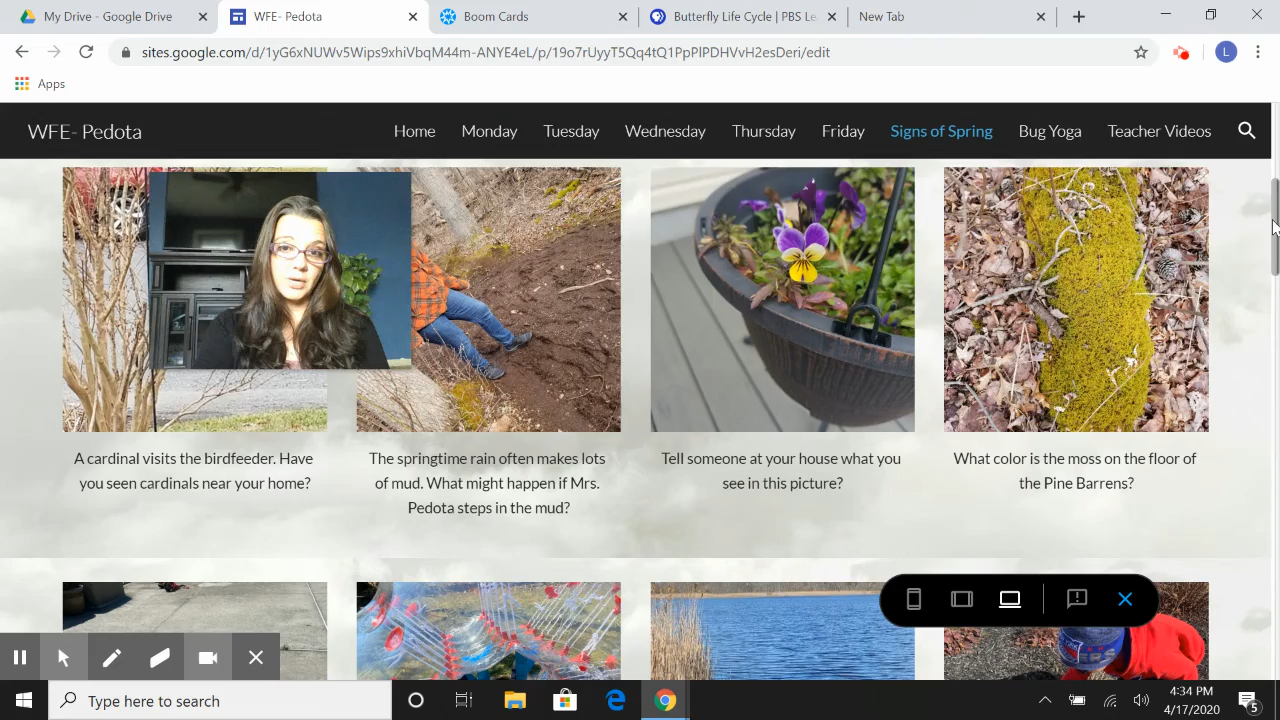 My Drive - Google Drive
WFE- Pedota
Boom Cards
Butterfly Life Cycle | PBS Le
New Tab
sites.google.com/d/1yG6xNUWv5Wips9xhiVbqM44m-ANYE4eL/p/19o7rUyyT5Qq4tQ1PpPlPDHVvn2esDeri/edit
L
Apps
WFE- Pedota
Home
Monday
Tuesday
Wednesday
Thursday
Friday
Signs of Spring
Bug Yoga
Teacher Videos
A cardinal visits the birdfeeder. Have
you seen cardinals near your home?
The springtime rain often makes lots
of mud. What might happen if Mrs.
Pedota steps in the mud?
Tell someone at your house what you
see in this picture?
What color is the moss on the floor of
the Pine Barrens?
Type here to search
4:34 PM
4/17/2020
5